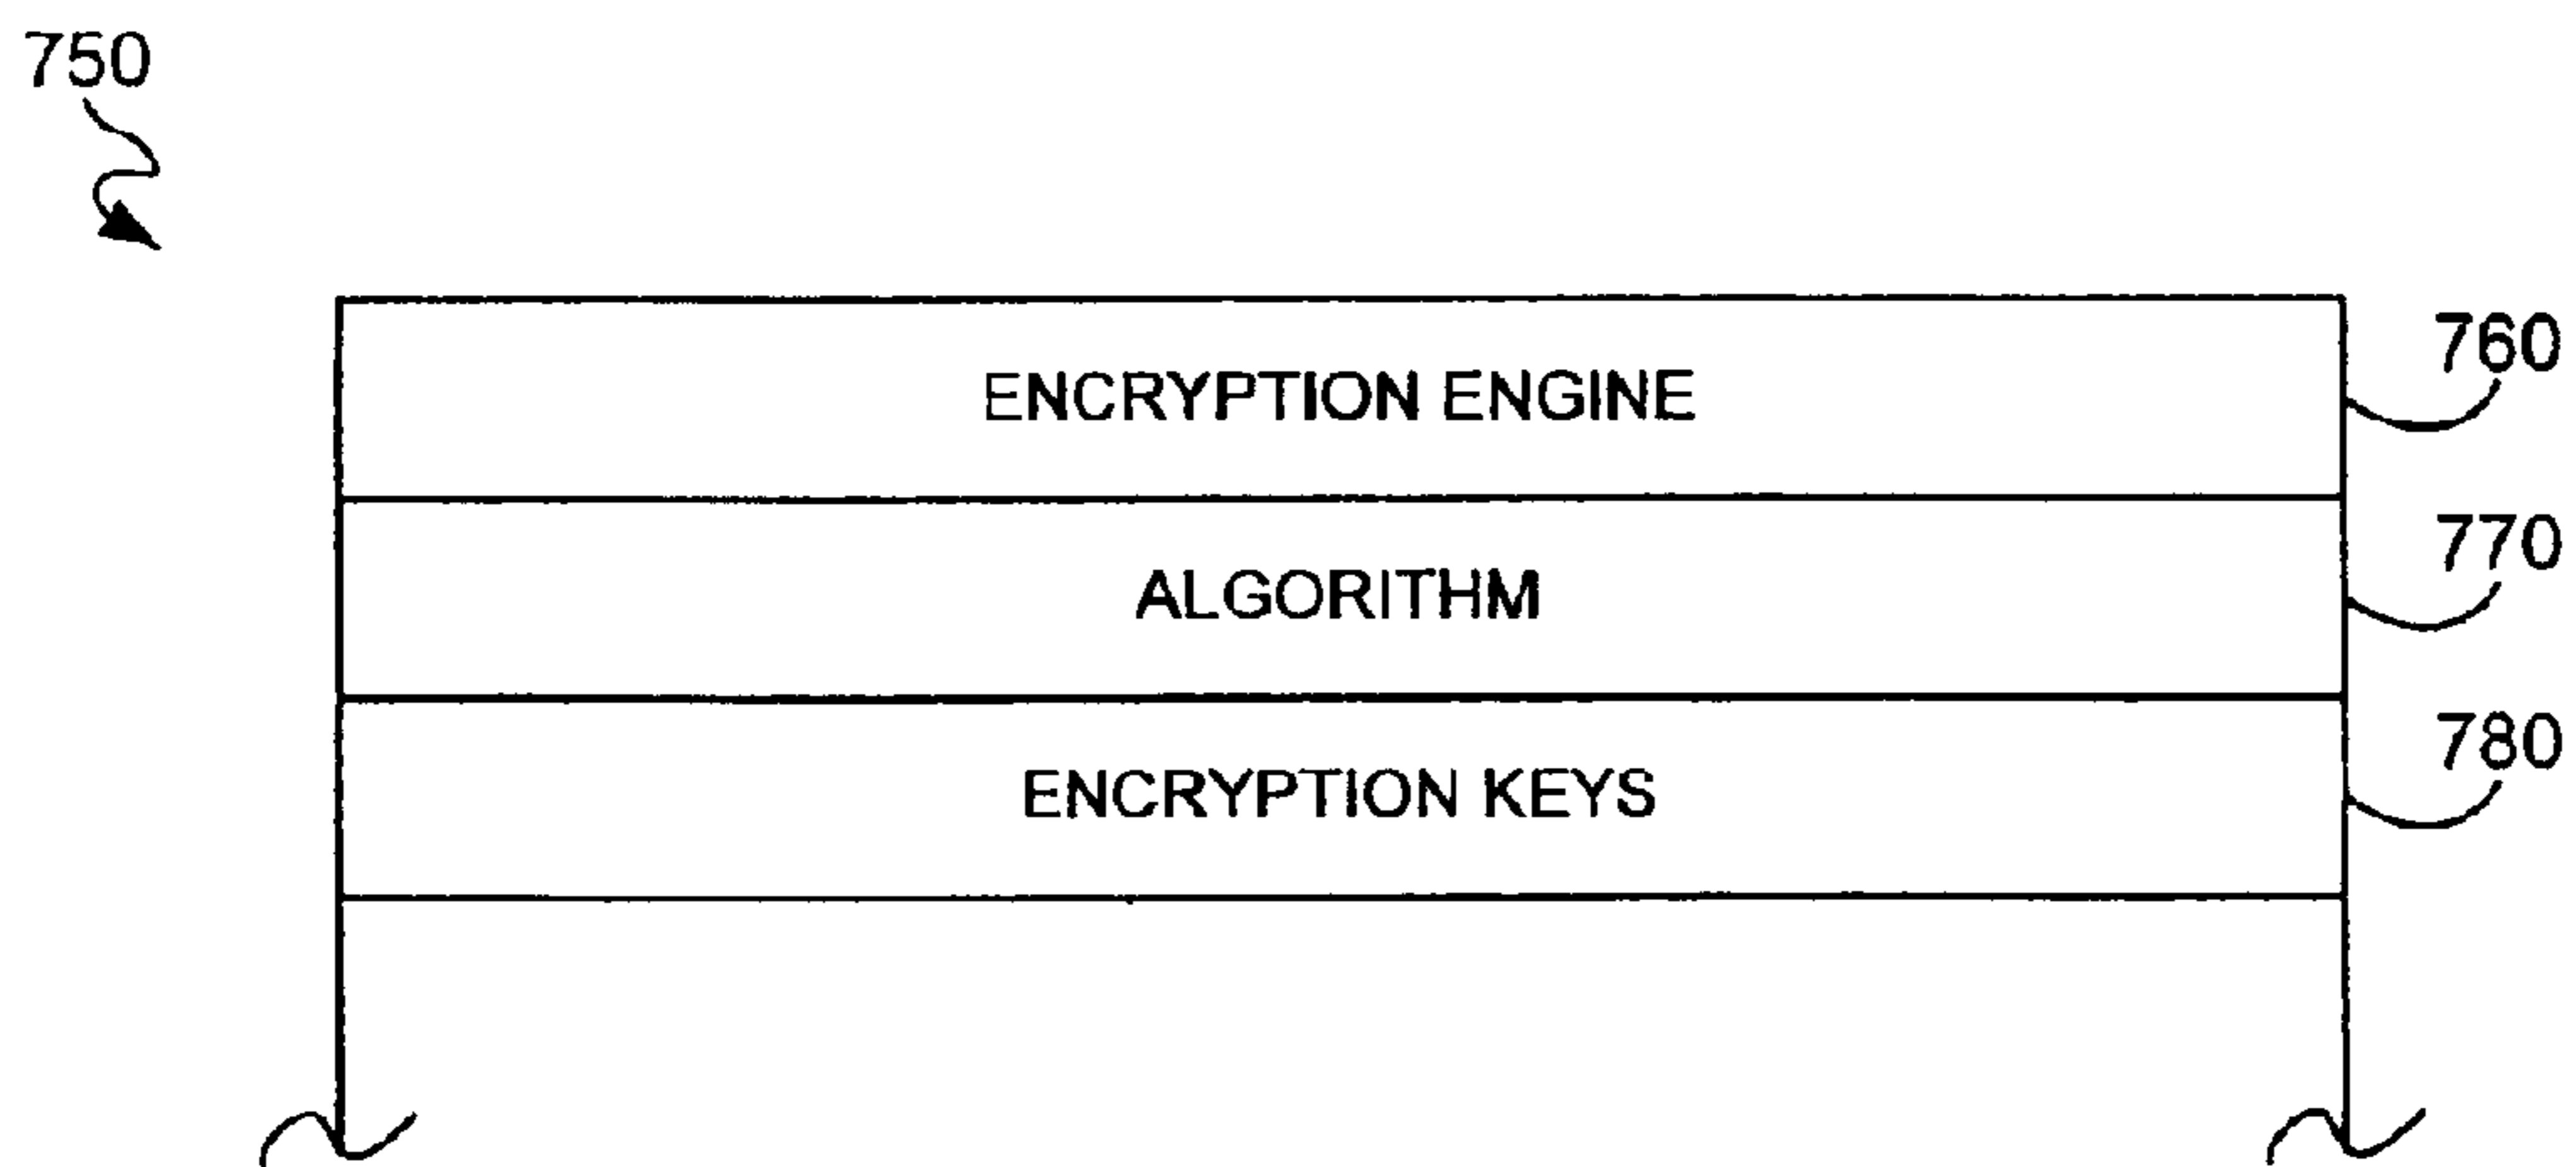 750
ENCRYPTION ENGINE
760
ALGORITHM
770
ENCRYPTION KEYS
780